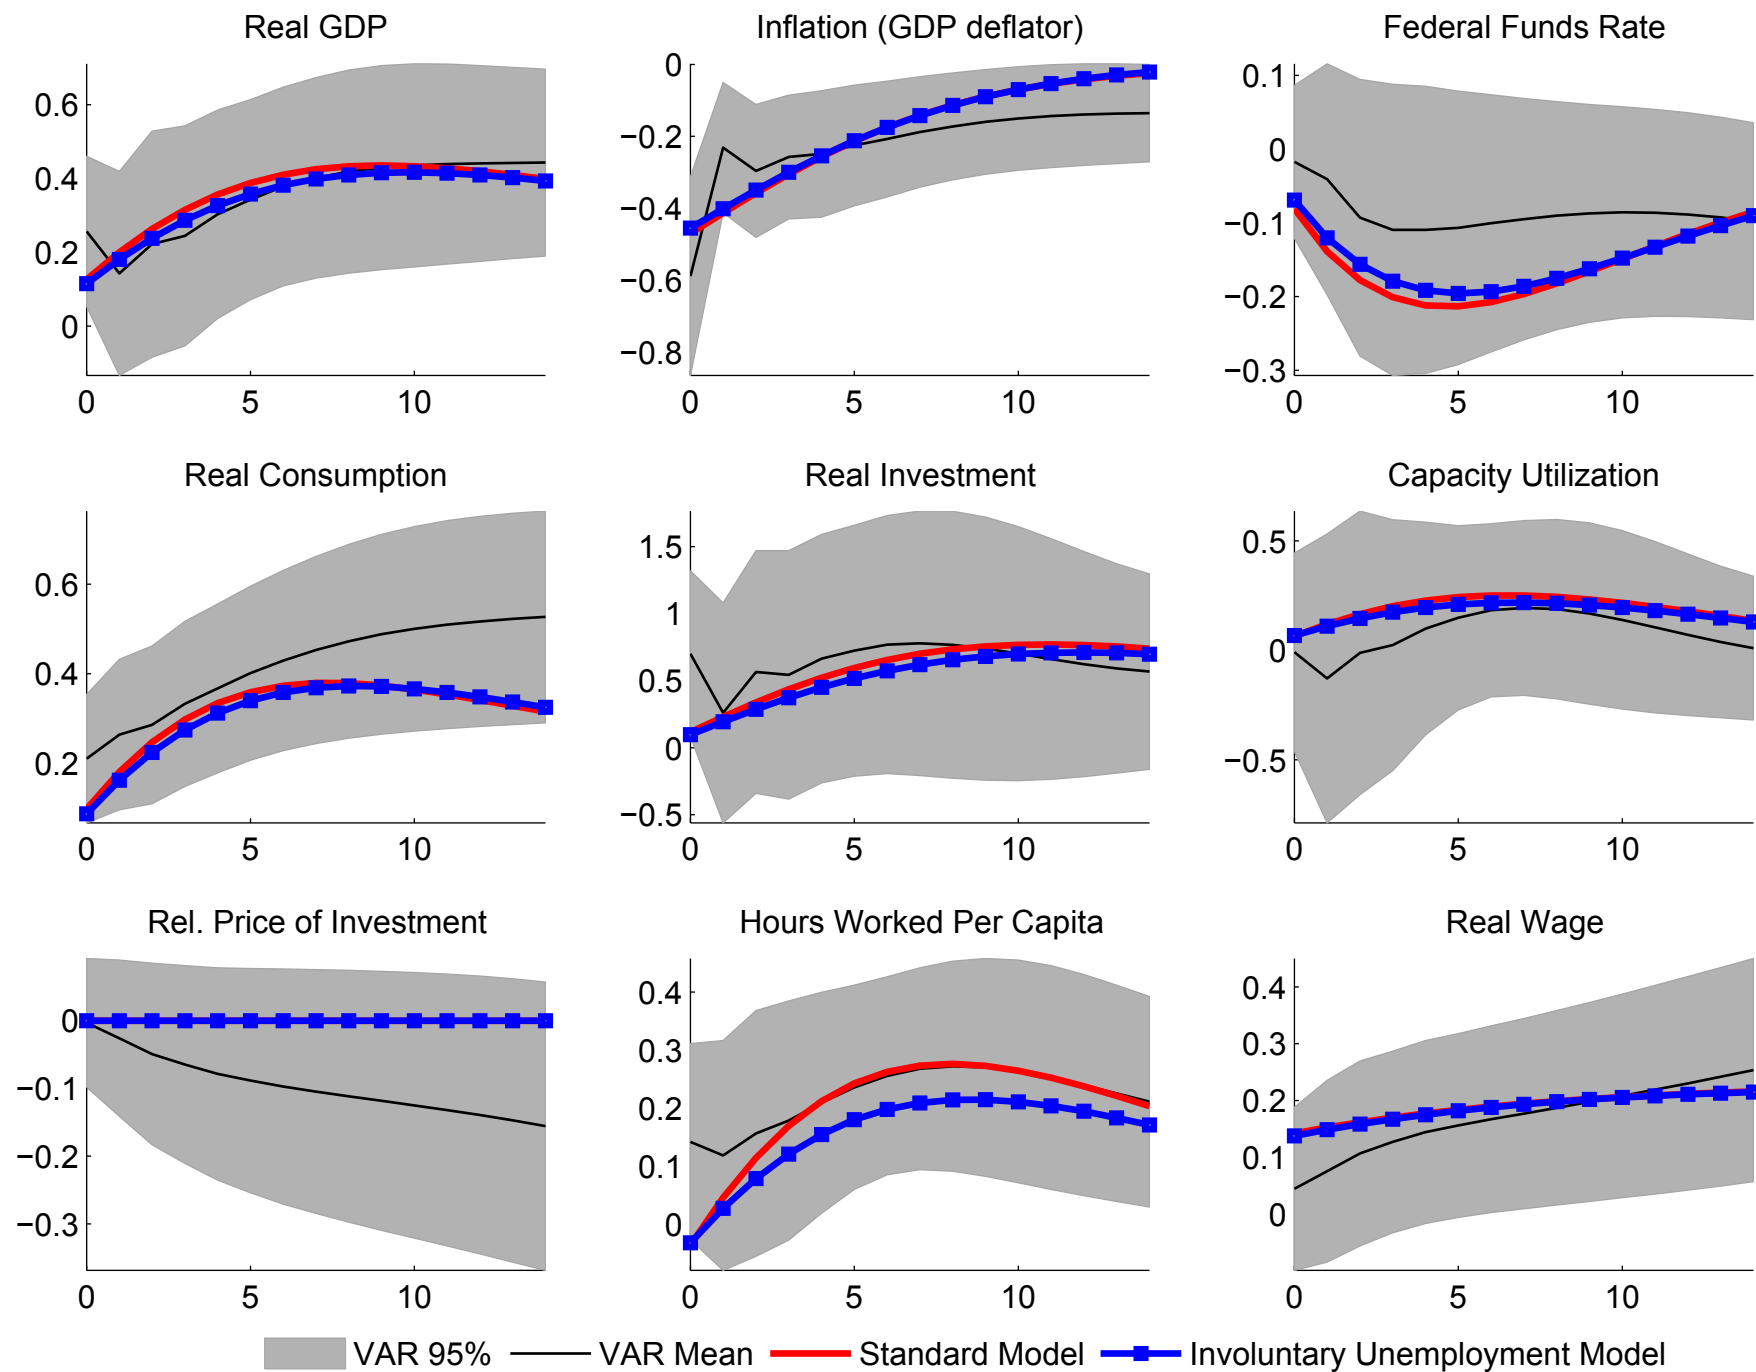 Real GDP
0.6
0.4
0.2
0
0 5 10
Inflation (GDP deflator)
0
−0.2
−0.4
−0.6
−0.8
0 5 10
Federal Funds Rate
0.1
0
−0.1
−0.2
−0.3
0 5 10
Real Consumption
0.6
0.4
0.2
0 5 10
Real Investment
1.5
1
0.5
0
−0.5
0 5 10
Capacity Utilization
0.5
0
−0.5
0 5 10
Rel. Price of Investment
0
−0.1
−0.2
−0.3
0 5 10
Hours Worked Per Capita
0.4
0.3
0.2
0.1
0
0 5 10
Real Wage
0.4
0.3
0.2
0.1
0
0 5 10
VAR 95% VAR Mean Standard Model Involuntary Unemployment Model